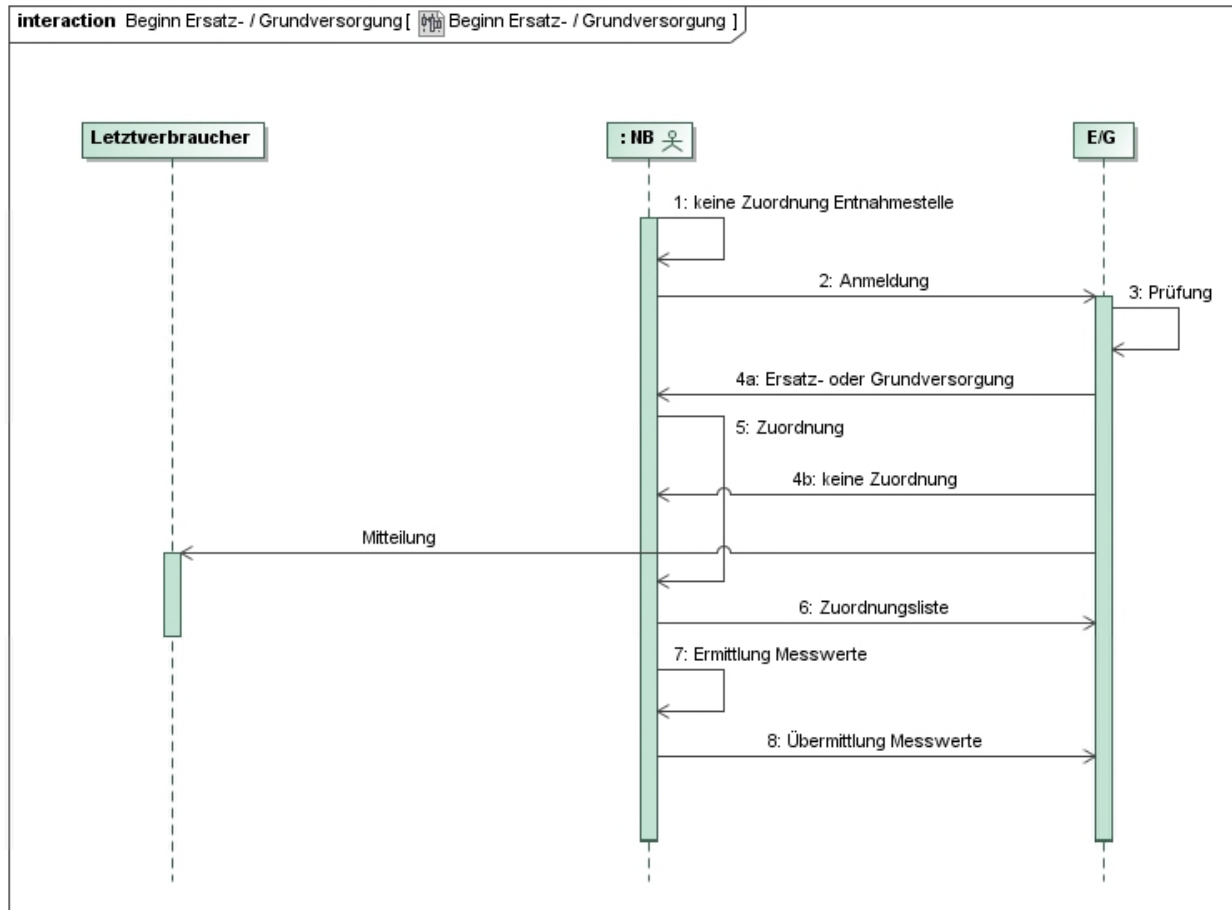 interaction Beginn Ersatz- / Grundversorgung[ Beginn Ersatz- / Grundversorgung ]
Letztverbraucher
: NB
E/G
1: keine Zuordnung Entnahmestelle
2: Anmeldung
3: Prüfung
4a: Ersatz- oder Grundversorgung
5: Zuordnung
4b: keine Zuordnung
Mitteilung
6: Zuordnungsliste
7: Ermittlung Messwerte
8: Übermittlung Messwerte